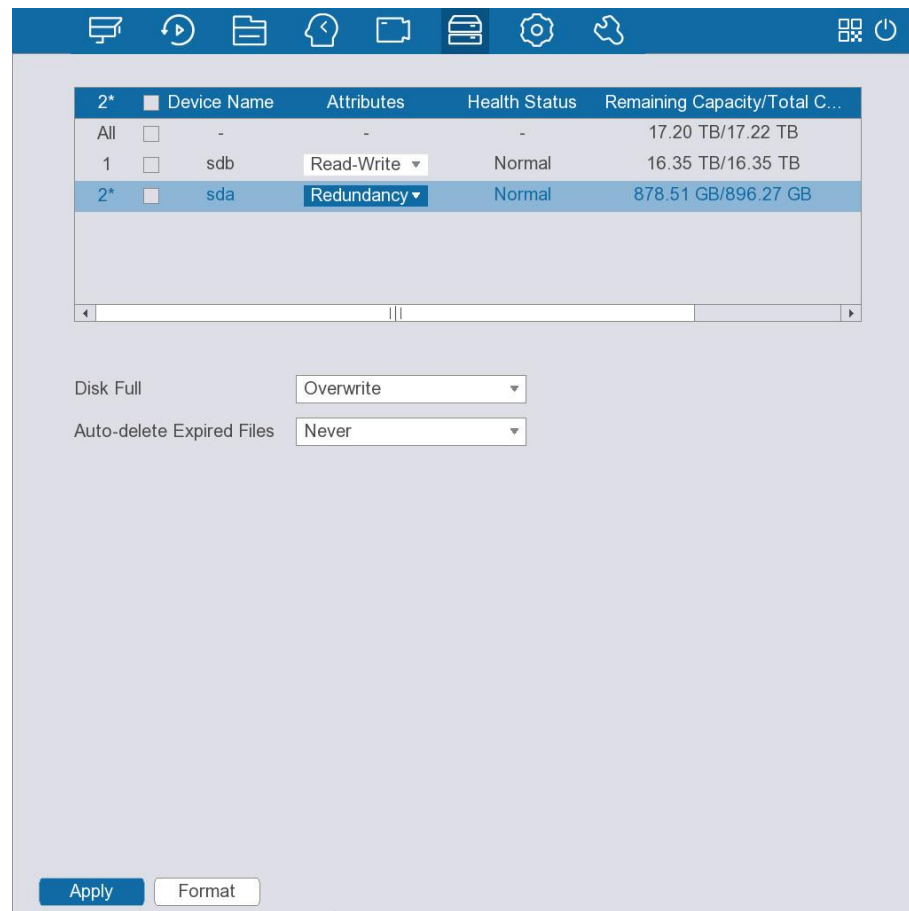 2* Device Name Attributes Health Status Remaining Capacity/Total C...
All - - - 17.20 TB/17.22 TB
1 sdb Read-Write Normal 16.35 TB/16.35 TB
2* sda Redundancy Normal 878.51 GB/896.27 GB
Disk Full Overwrite
Auto-delete Expired Files Never
Apply Format